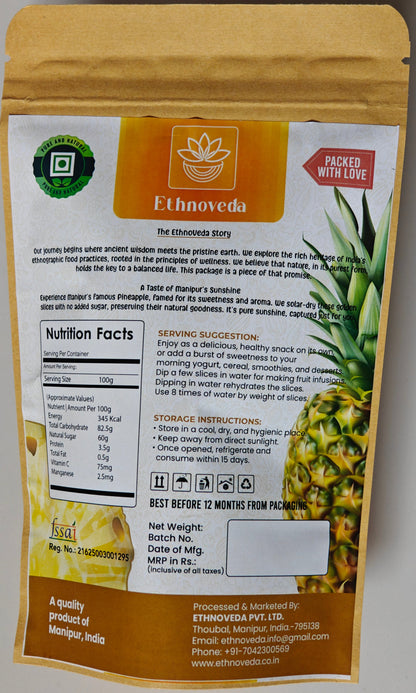 PURE AND NATURAL
PURE AND NATURAL
Ethnoveda
PACKED
WITH LOVE
The EthnoVeda Story
Our journey begins where ancient wisdom meets the pristine earth. We explore the rich heritage of India's
ethnographic food practices, rooted in the principles of wellness. We believe that nature, in its purest form,
holds the key to a balanced life. This package is a piece of that promise.
A Taste of Manipur's Sunshine
Experience Manipur's famous Pineapple, famed for its sweetness and aroma. We solar-dry these golden
slices with no added sugar, preserving their natural goodness. It's pure sunshine, captured just for you.
Nutrition Facts
Serving Per Container
Amount Per Serving:
Serving Size 100g
(Approximate Values)
Nutrient | Amount Per 100g
Energy 345 Kcal
Total Carbohydrate 82.5g
Natural Sugar 60g
Protein 3.5g
Total Fat 0.5g
Vitamin C 75mg
Manganese 2.5mg
SERVING SUGGESTION:
Enjoy as a delicious, healthy snack on its own,
or add a burst of sweetness to your
morning yogurt, cereal, smoothies, and desserts.
Dip a few slices in water for making fruit infusions.
Dipping in water rehydrates the slices.
Use 8 times of water by weight of slices.
STORAGE INSTRUCTIONS:
• Store in a cool, dry, and hygienic place.
• Keep away from direct sunlight.
• Once opened, refrigerate and
consume within 15 days.
BEST BEFORE 12 MONTHS FROM PACKAGING
fssai
Reg. No.: 21625003001295
Net Weight:
Batch No.
Date of Mfg.
MRP in Rs.:
(inclusive of all taxes)
A quality
product of
Manipur, India
Processed & Marketed By:
ETHNOVEDA PVT. LTD.
Thoubal, Manipur, India.-795138
Email: ethnoveda.info@gmail.com
Phone: +91-7042300569
www.ethnoveda.co.in